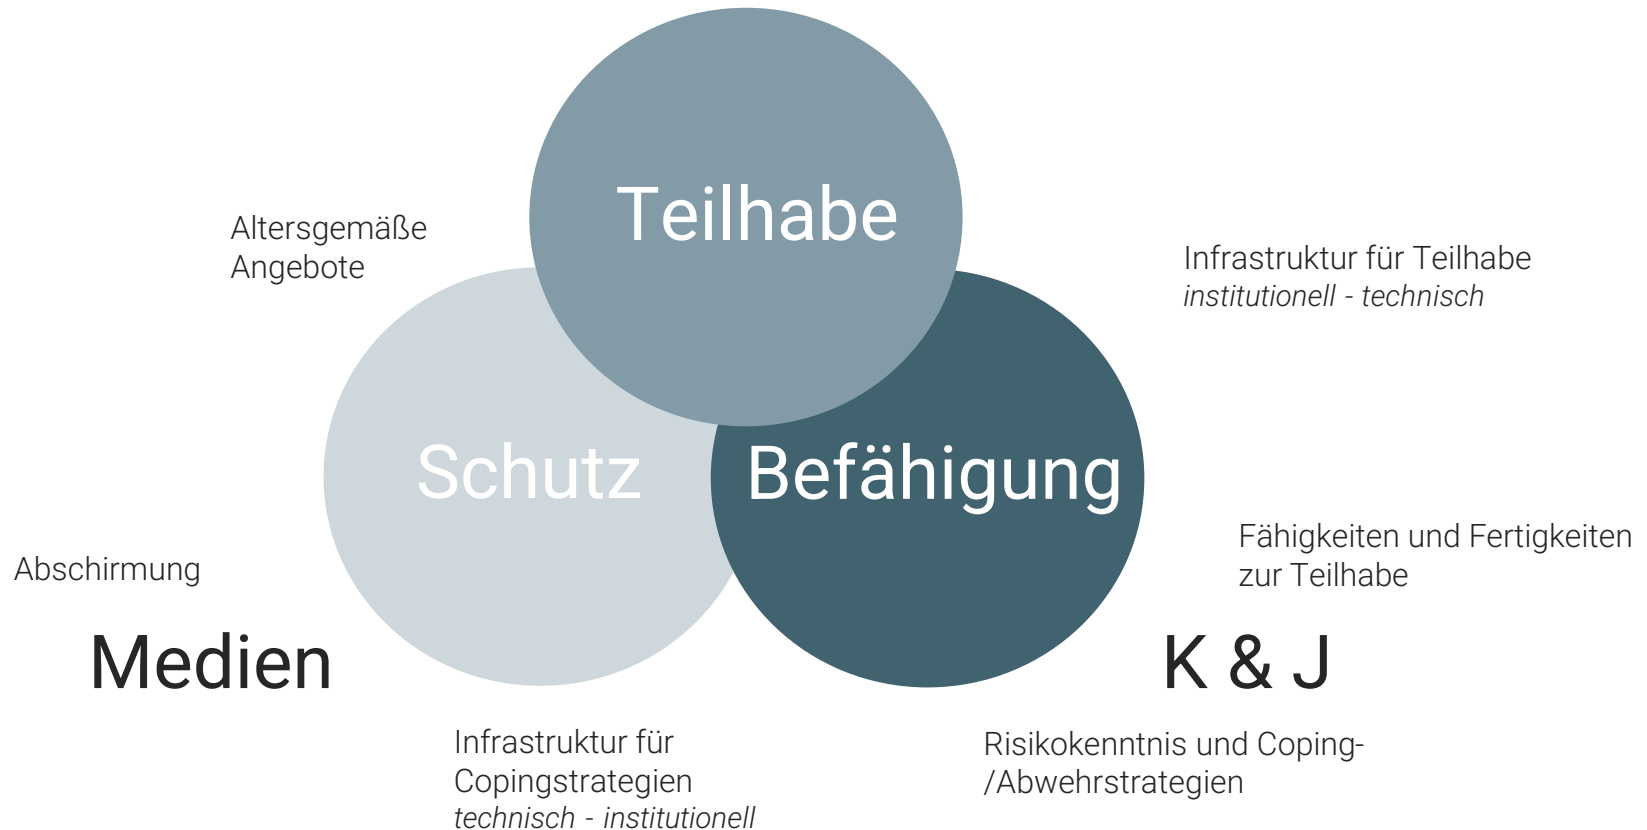 Teilhabe
Altersgemäße
Angebote
Infrastruktur für Teilhabe
institutionell - technisch
Schutz
Befähigung
Abschirmung
Fähigkeiten und Fertigkeiten
zur Teilhabe
Medien
K & J
Infrastruktur für
Copingstrategien
technisch - institutionell
Risikokenntnis und Coping-
/Abwehrstrategien